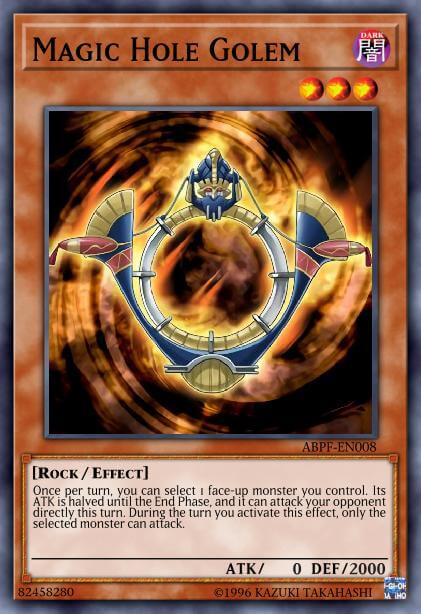 Magic Hole Golem
DARK
闇
ABPF-EN008
[Rock / Effect]
Once per turn, you can select 1 face-up monster you control. Its
ATK is halved until the End Phase, and it can attack your opponent
directly this turn. During the turn you activate this effect, only the
selected monster can attack.
ATK/ 0 DEF/2000
82458280
©1996 KAZUKI TAKAHASHI